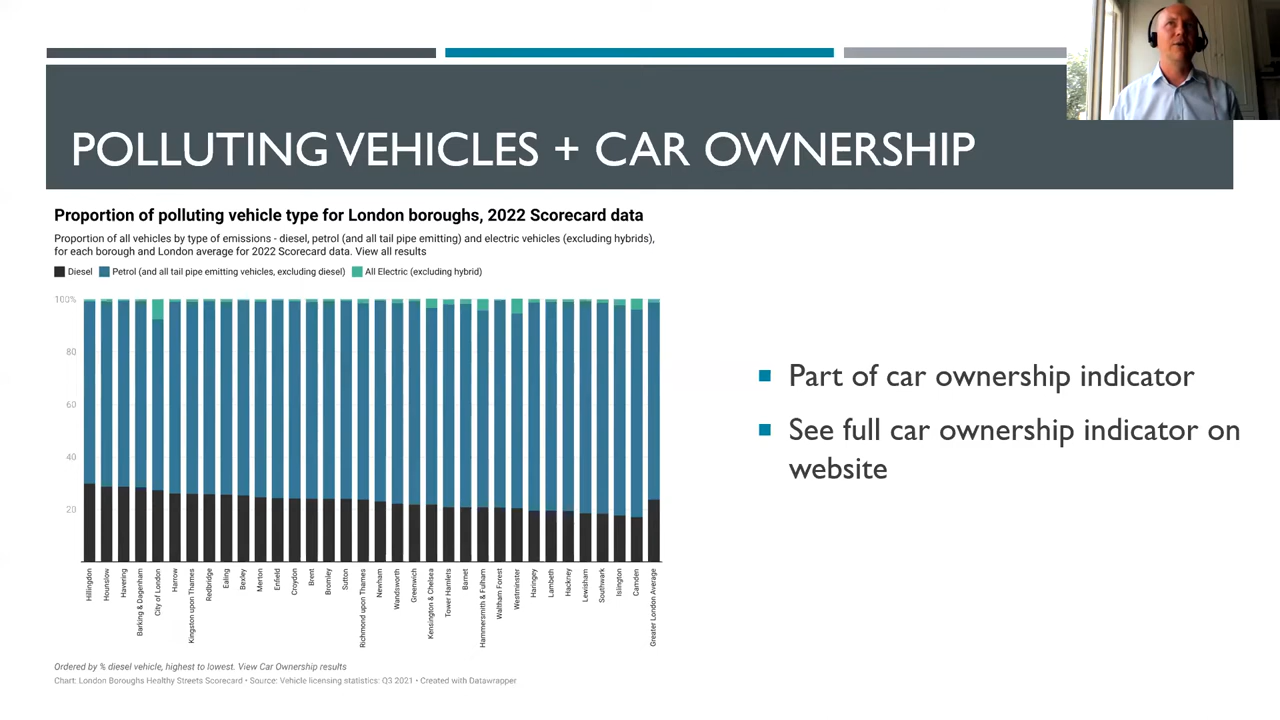 POLLUTING VEHICLES + CAR OWNERSHIP
Proportion of polluting vehicle type for London boroughs, 2022 Scorecard data
Proportion of all vehicles by type of emissions - diesel, petrol (and all tail pipe emitting) and electric vehicles (excluding hybrids),
for each borough and London average for 2022 Scorecard data. View all results
Diesel
Petrol (and all tail pipe emitting vehicles, excluding diesel)
All Electric (excluding hybrid)
100%
80
60
40
20
Hillingdon
Hounslow
Havering
Barking & Dagenham
City of London
Harrow
Kingston upon Thames
Redbridge
Ealing
Bexley
Merton
Enfield
Croydon
Brent
Bromley
Sutton
Richmond upon Thames
Newham
Wandsworth
Greenwich
Kensington & Chelsea
Tower Hamlets
Barnet
Hammersmith & Fulham
Waltham Forest
Westminster
Haringey
Lambeth
Hackney
Lewisham
Southwark
Islington
Camden
Greater London Average
Ordered by % diesel vehicle, highest to lowest. View Car Ownership results
Chart: London Boroughs Healthy Streets Scorecard • Source: Vehicle licensing statistics: Q3 2021 • Created with Datawrapper
Part of car ownership indicator
See full car ownership indicator on
website